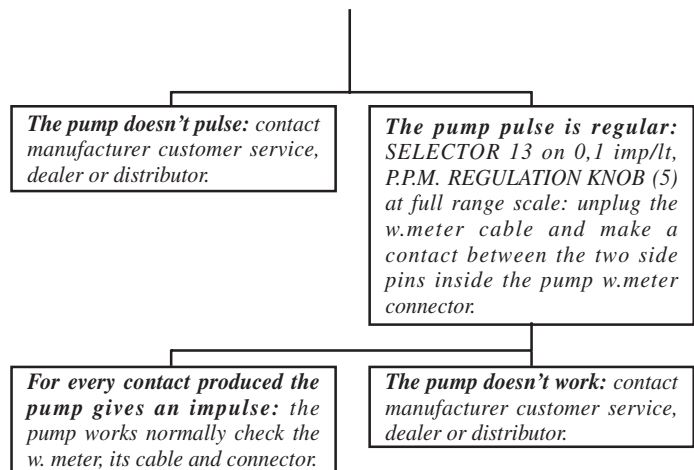 The pump doesn't pulse: contact
manufacturer customer service,
dealer or distributor.
The pump pulse is regular:
SELECTOR 13 on 0,1 imp/lt,
P.P.M. REGULATION KNOB (5)
at full range scale: unplug the
w.meter cable and make a
contact between the two side
pins inside the pump w.meter
connector.
For every contact produced the
pump gives an impulse: the
pump works normally check the
w. meter, its cable and connector.
The pump doesn't work: contact
manufacturer customer service,
dealer or distributor.